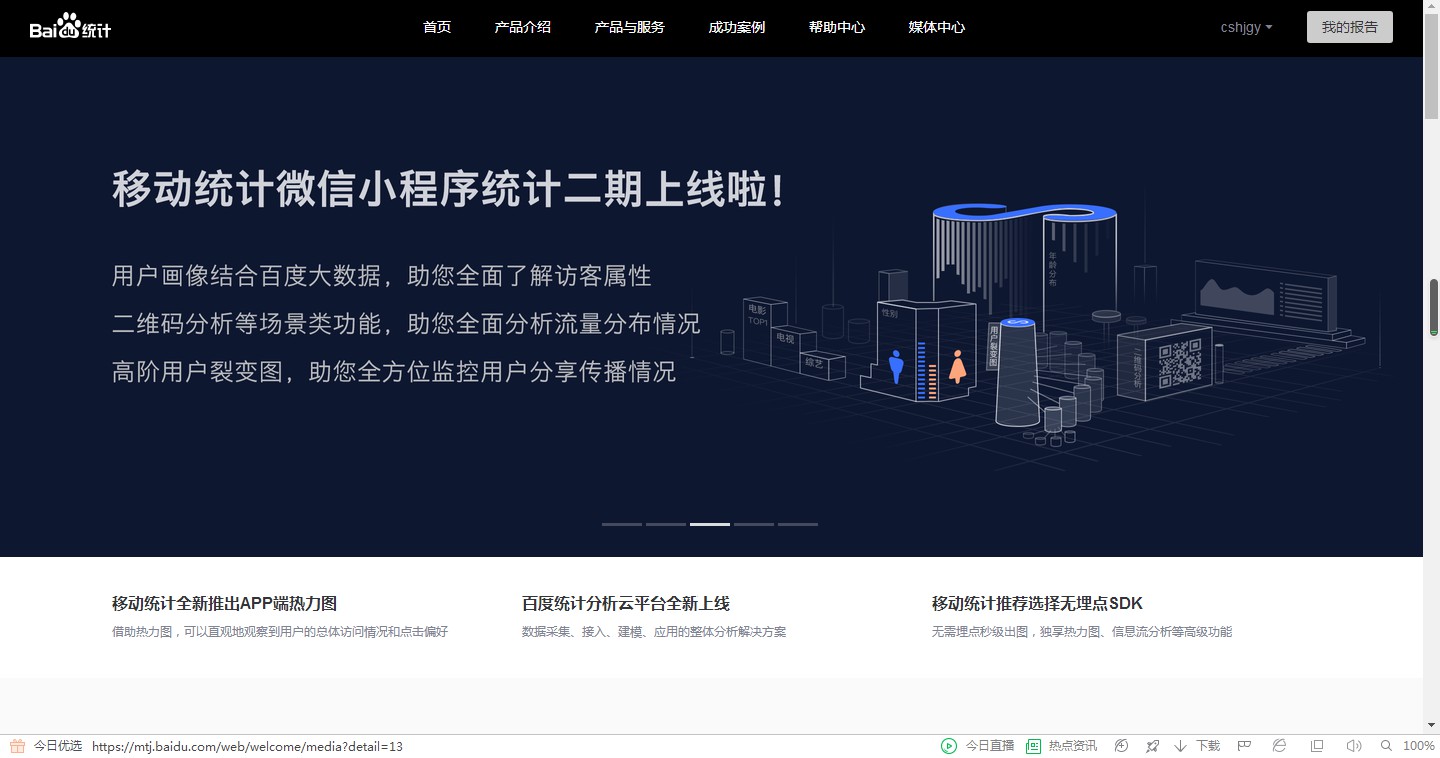 Baidu统计
首页 产品介绍 产品与服务 成功案例 帮助中心 媒体中心
cshjgy 我的报告
移动统计微信小程序统计二期上线啦！
用户画像结合百度大数据，助您全面了解访客属性
二维码分析等场景类功能，助您全面分析流量分布情况
高阶用户裂变图，助您全方位监控用户分享传播情况
年龄分布
性别
电影
TOP1
电视
综艺
用户裂变图
二维码分析
移动统计全新推出APP端热力图
借助热力图，可以直观地观察到用户的总体访问情况和点击偏好
百度统计分析云平台全新上线
数据采集、接入、建模、应用的整体分析解决方案
移动统计推荐选择无埋点SDK
无需埋点秒级出图，独享热力图、信息流分析等高级功能
今日优选 https://mtj.baidu.com/web/welcome/media?detail=13 今日直播 热点资讯 下载 100%